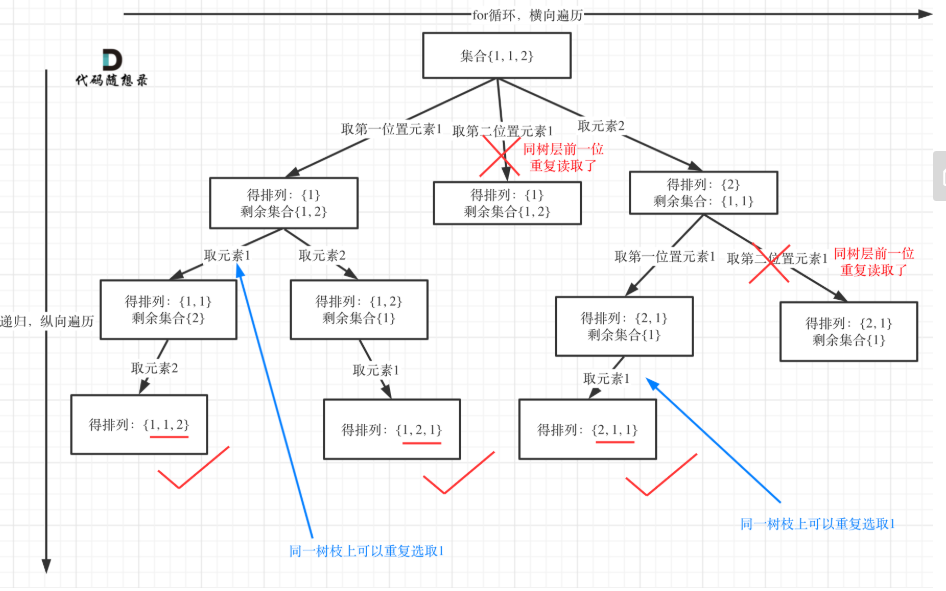 for循环，横向遍历
集合{1, 1, 2}
代码随想录
取第一位置元素1
取第二位置元素1
取元素2
同树层前一位
重复读取了
得排列：{1}
剩余集合{1, 2}
得排列：{1}
剩余集合{1, 2}
得排列：{2}
剩余集合：{1, 1}
取元素1
取元素2
取第一位置元素1
取第二位置元素1
同树层前一位
重复读取了
递归，纵向遍历
得排列：{1, 1}
剩余集合{2}
得排列：{1, 2}
剩余集合{1}
得排列：{2, 1}
剩余集合{1}
得排列：{2, 1}
剩余集合{1}
取元素2
取元素1
取元素1
得排列：{1, 1, 2}
得排列：{1, 2, 1}
得排列：{2, 1, 1}
同一树枝上可以重复选取1
同一树枝上可以重复选取1